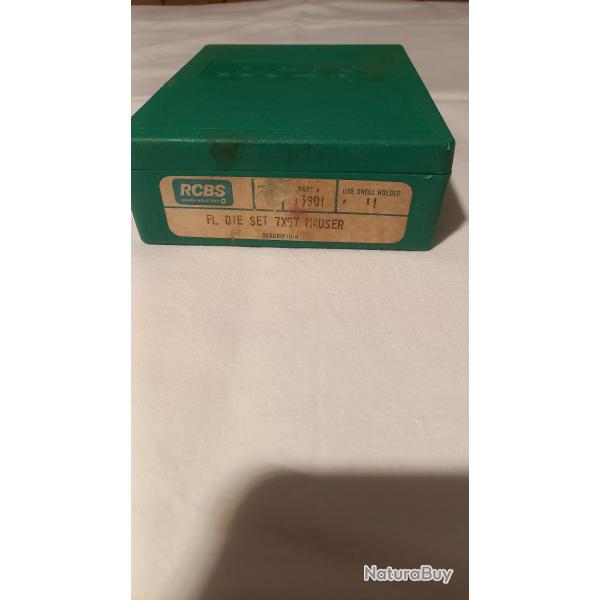 RCBS
PART #
USE SHELL HOLDER
# 11
FL DIE SET 7X57 MAUSER
DESCRIPTION
NaturaBuy